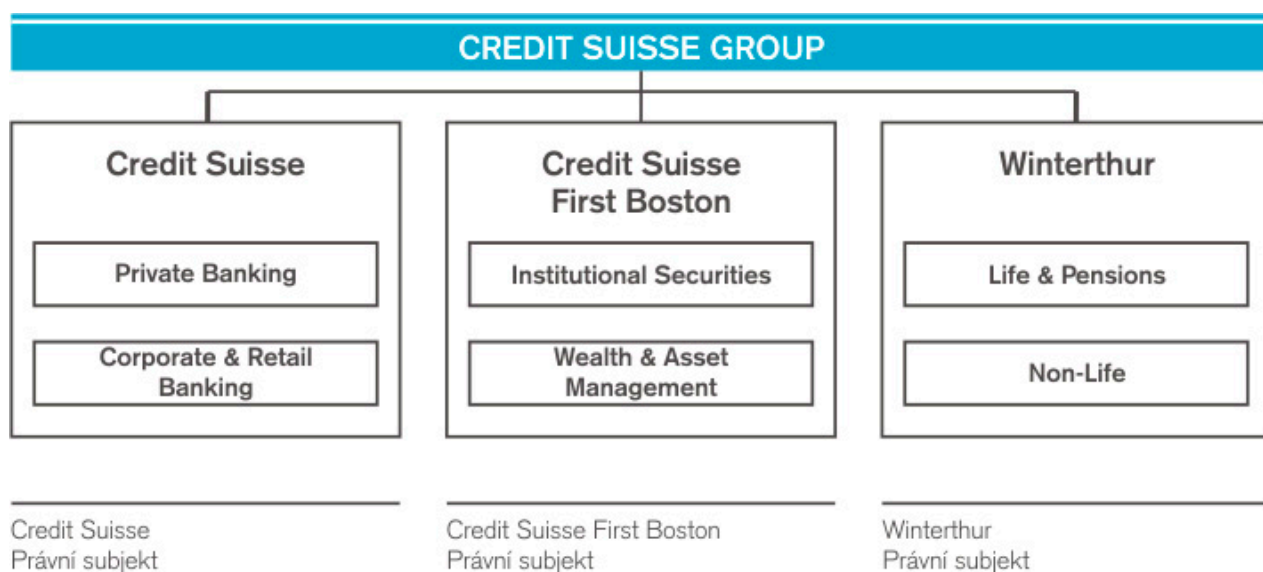 CREDIT SUISSE GROUP
Credit Suisse
Private Banking
Corporate & Retail
Banking
Credit Suisse
First Boston
Institutional Securities
Wealth & Asset
Management
Winterthur
Life & Pensions
Non-Life
Credit Suisse
Právní subjekt
Credit Suisse First Boston
Právní subjekt
Winterthur
Právní subjekt